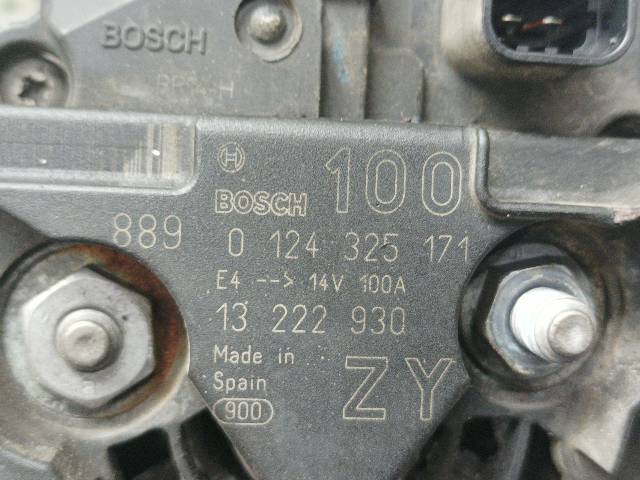 BOSCH
BOSCH 100
889 0 124 325 171
E4 --> 14V 100A
13 222 930
Made in
Spain
900 ZY